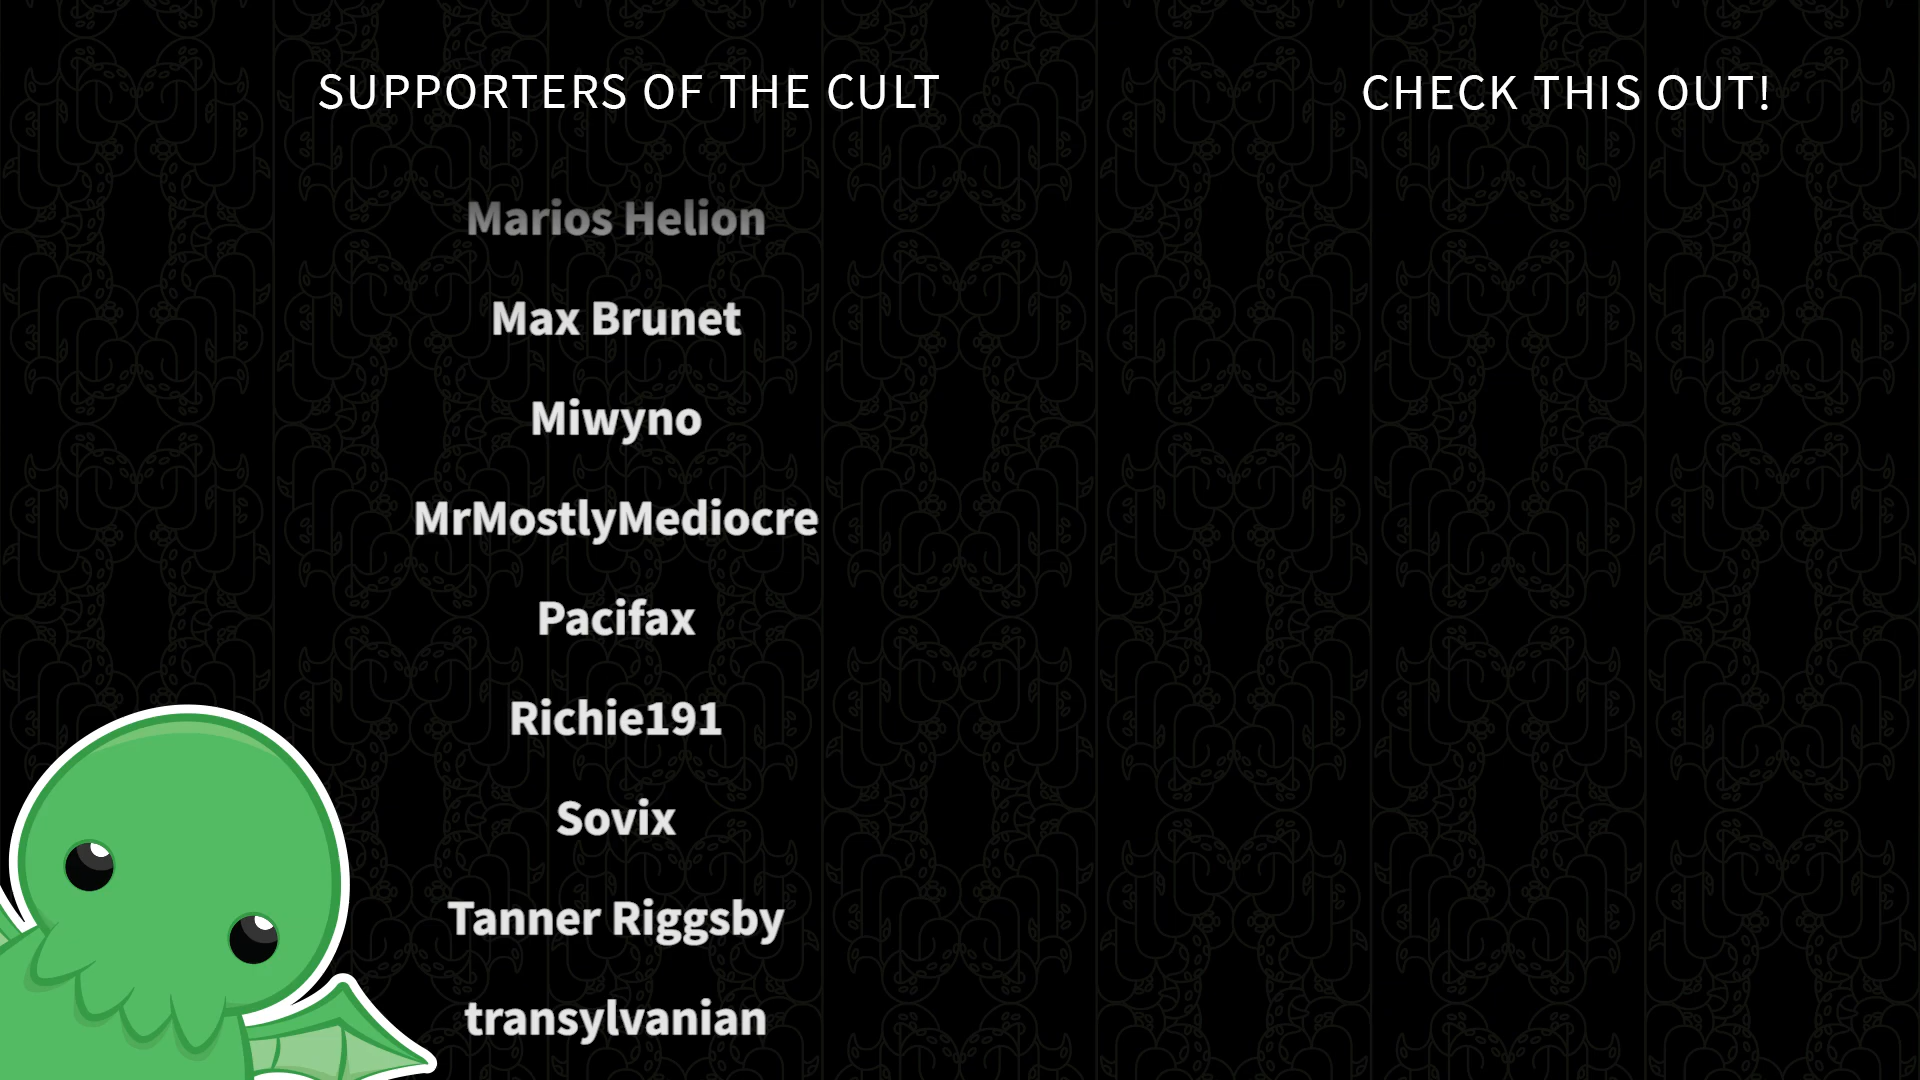 SUPPORTERS OF THE CULT
CHECK THIS OUT!
Marios Helion
Max Brunet
Miwyno
MrMostlyMediocre
Pacifax
Richie191
Sovix
Tanner Riggsby
transylvanian